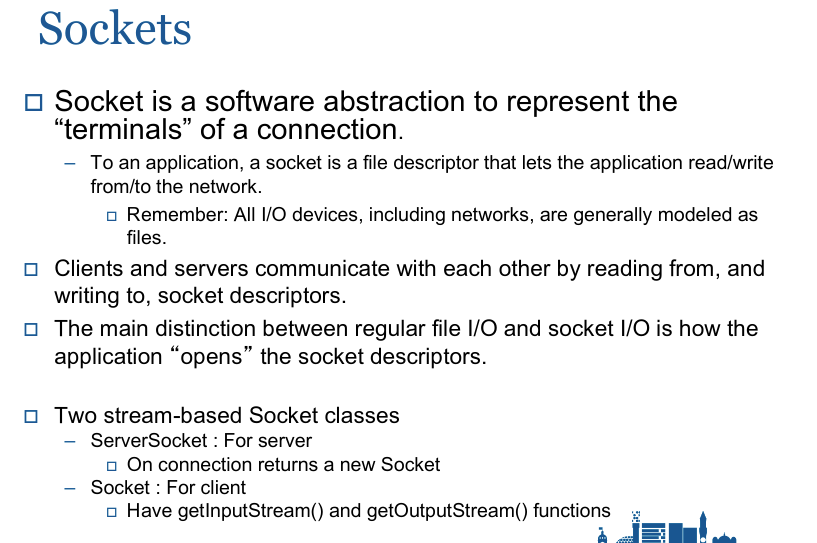 Sockets
Socket is a software abstraction to represent the
“terminals” of a connection.
– To an application, a socket is a file descriptor that lets the application read/write
from/to the network.
Remember: All I/O devices, including networks, are generally modeled as
files.
Clients and servers communicate with each other by reading from, and
writing to, socket descriptors.
The main distinction between regular file I/O and socket I/O is how the
application “opens” the socket descriptors.
Two stream-based Socket classes
– ServerSocket : For server
On connection returns a new Socket
– Socket : For client
Have getInputStream() and getOutputStream() functions